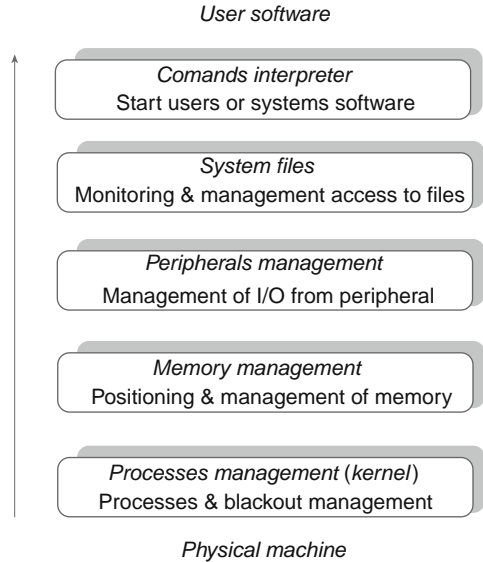 User software
Comands interpreter
Start users or systems software
System files
Monitoring & management access to files
Peripherals management
Management of I/O from peripheral
Memory management
Positioning & management of memory
Processes management (kernel)
Processes & blackout management
Physical machine